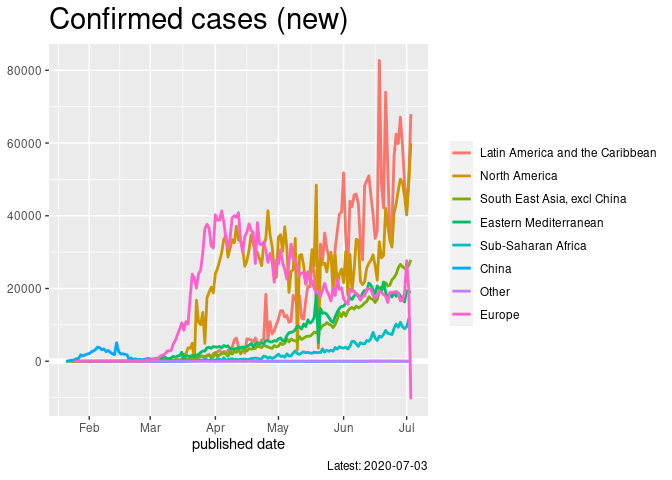 Confirmed cases (new)
80000
60000
40000
20000
0
Feb Mar Apr May Jun Jul
published date
Latin America and the Caribbean
North America
South East Asia, excl China
Eastern Mediterranean
Sub-Saharan Africa
China
Other
Europe
Latest: 2020-07-03